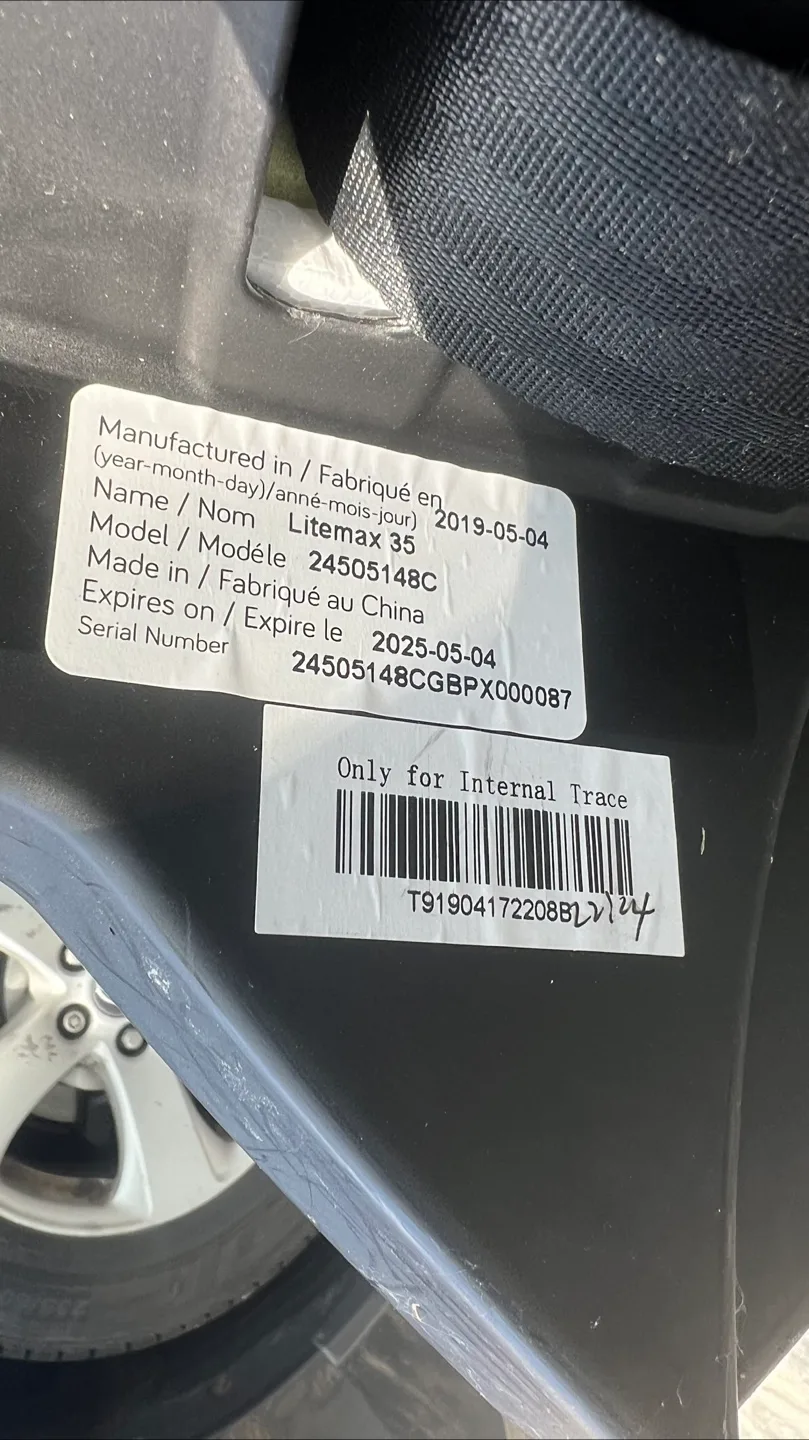 Manufactured in / Fabriqué en
(year-month-day)/anné-mois-jour) 2019-05-04
Name / Nom Litemax 35
Model / Modéle 24505148C
Made in / Fabriqué au China
Expires on / Expire le 2025-05-04
Serial Number 24505148CGBPX000087
Only for Internal Trace
T91904172208B